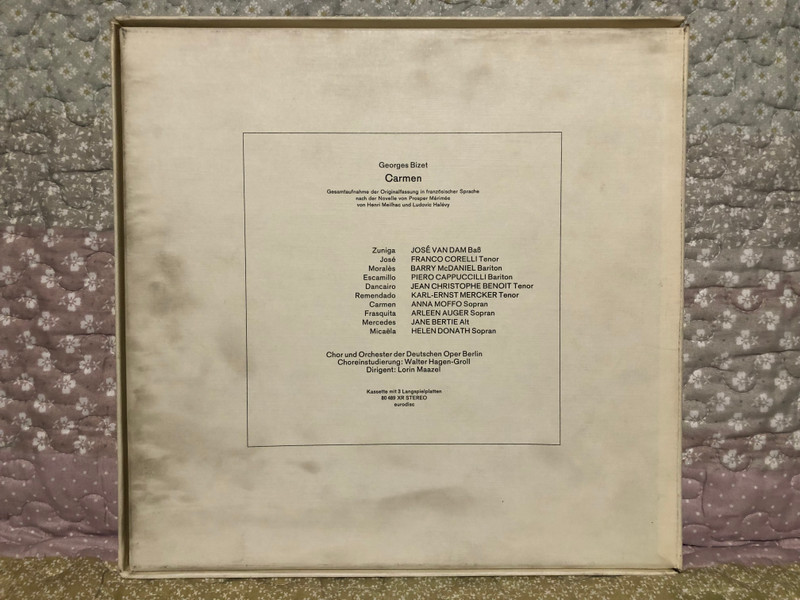 Georges Bizet
Carmen
Gesamtaufnahme der Originalfassung in französischer Sprache
nach der Novelle von Prosper Mérimée
von Henri Meilhac und Ludovic Halévy
Zuniga JOSÉ VAN DAM Baß
José FRANCO CORELLI Tenor
Moralès BARRY McDANIEL Bariton
Escamillo PIERO CAPPUCCILLI Bariton
Dancairo JEAN CHRISTOPHE BENOIT Tenor
Remendado KARL-ERNST MERCKER Tenor
Carmen ANNA MOFFO Sopran
Frasquita ARLEEN AUGER Sopran
Mercedes JANE BERTIE Alt
Micaëla HELEN DONATH Sopran
Chor und Orchester der Deutschen Oper Berlin
Choreinstudierung: Walter Hagen-Groll
Dirigent: Lorin Maazel
Kassette mit 3 Langspielplatten
80 489 XR STEREO
eurodisc